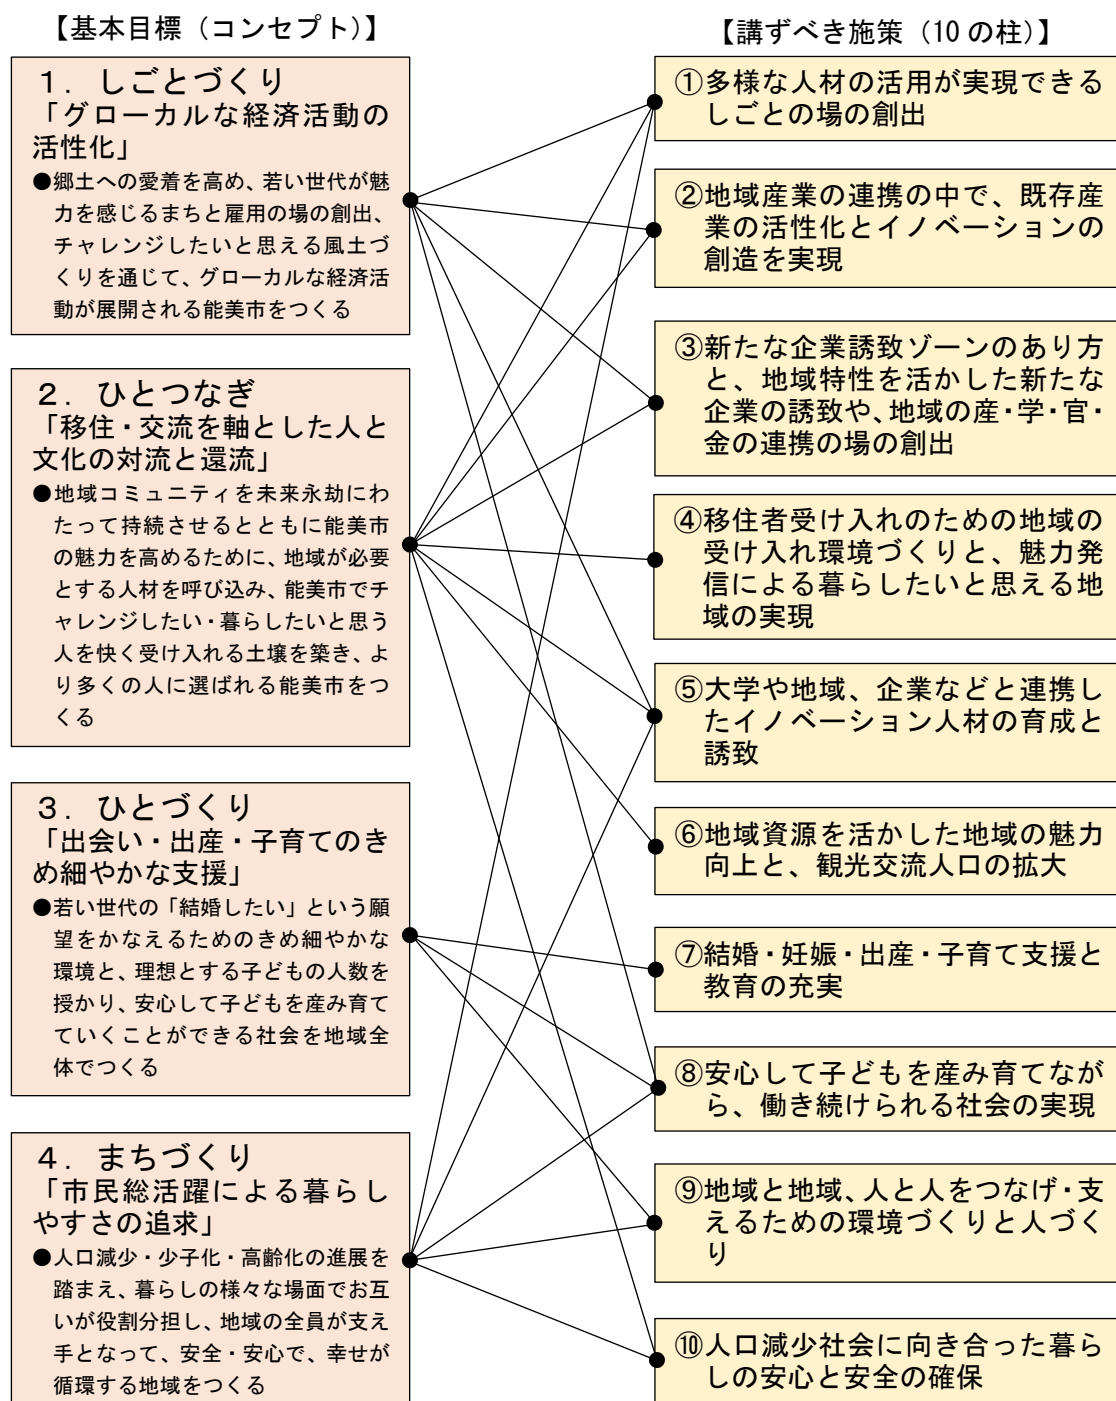 【基本目標（コンセプト）】
１．しごとづくり
「グローカルな経済活動の
活性化」
●郷土への愛着を高め、若い世代が魅
力を感じるまちと雇用の場の創出、
チャレンジしたいと思える風土づ
くりを通じて、グローカルな経済活
動が展開される能美市をつくる
２．ひとつなぎ
「移住・交流を軸とした人と
文化の対流と還流」
●地域コミュニティを未来永劫にわ
たって持続させるとともに能美市
の魅力を高めるために、地域が必要
とする人材を呼び込み、能美市でチ
ャレンジしたい・暮らしたいと思う
人を快く受け入れる土壌を築き、よ
り多くの人に選ばれる能美市をつ
くる
３．ひとづくり
「出会い・出産・子育てのき
め細やかな支援」
●若い世代の「結婚したい」という願
望をかなえるためのきめ細やかな
環境と、理想とする子どもの人数を
授かり、安心して子どもを産み育て
ていくことができる社会を地域全
体でつくる
４．まちづくり
「市民総活躍による暮らし
やすさの追求」
●人口減少・少子化・高齢化の進展を
踏まえ、暮らしの様々な場面でお互
いが役割分担し、地域の全員が支え
手となって、安全・安心で、幸せが
循環する地域をつくる
【講ずべき施策（10 の柱）】
①多様な人材の活用が実現できる
しごとの場の創出
②地域産業の連携の中で、既存産
業の活性化とイノベーションの
創造を実現
③新たな企業誘致ゾーンのあり方
と、地域特性を活かした新たな
企業の誘致や、地域の産・学・官・
金の連携の場の創出
④移住者受け入れのための地域の
受け入れ環境づくりと、魅力発
信による暮らしたいと思える地
域の実現
⑤大学や地域、企業などと連携し
たイノベーション人材の育成と
誘致
⑥地域資源を活かした地域の魅力
向上と、観光交流人口の拡大
⑦結婚・妊娠・出産・子育て支援と
教育の充実
⑧安心して子どもを産み育てなが
ら、働き続けられる社会の実現
⑨地域と地域、人と人をつなげ・支
えるための環境づくりと人づく
り
⑩人口減少社会に向き合った暮ら
しの安心と安全の確保